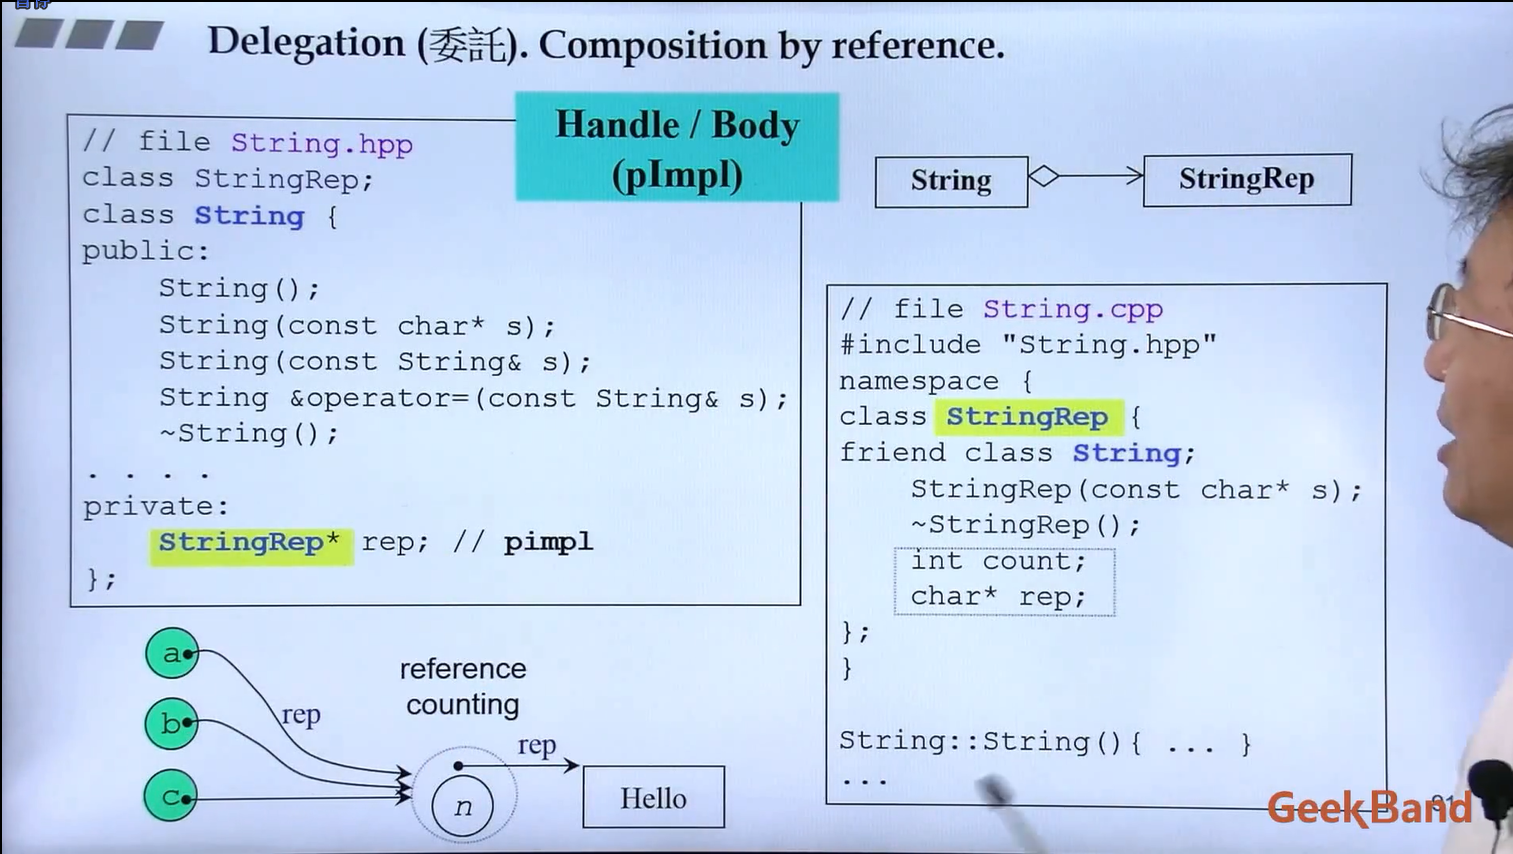 Delegation (委託). Composition by reference.
Handle / Body
(pImpl)
// file String.hpp
class StringRep;
class String {
public:
String();
String(const char* s);
String(const String& s);
String &operator=(const String& s);
~String();
. . . .
private:
StringRep* rep; // pimpl
};
String
StringRep
// file String.cpp
#include "String.hpp"
namespace {
class StringRep {
friend class String;
StringRep(const char* s);
~StringRep();
int count;
char* rep;
};
}
String::String(){ ... }
...
a
b
c
rep
reference
counting
rep
n
Hello
GeekBand